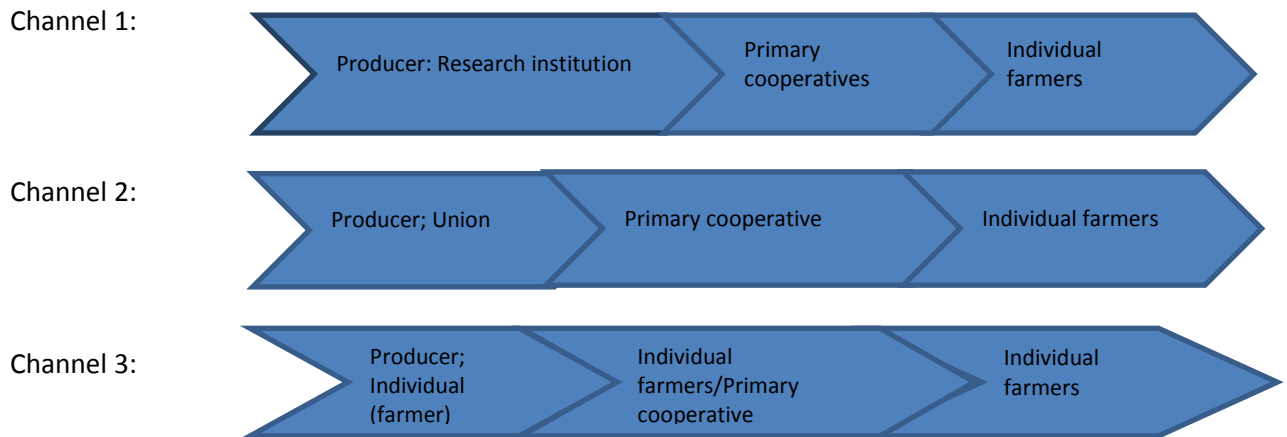 Channel 1:
Producer: Research institution
Primary
cooperatives
Individual
farmers
Channel 2:
Producer; Union
Primary cooperative
Individual farmers
Channel 3:
Producer;
Individual
(farmer)
Individual
farmers/Primary
cooperative
Individual
farmers